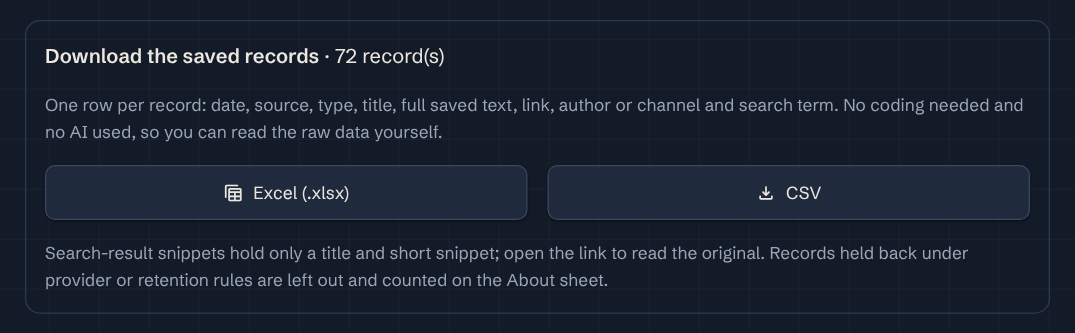 Download the saved records · 72 record(s)
One row per record: date, source, type, title, full saved text, link, author or channel and search term. No coding needed and
no AI used, so you can read the raw data yourself.
Excel (.xlsx)
CSV
Search-result snippets hold only a title and short snippet; open the link to read the original. Records held back under
provider or retention rules are left out and counted on the About sheet.